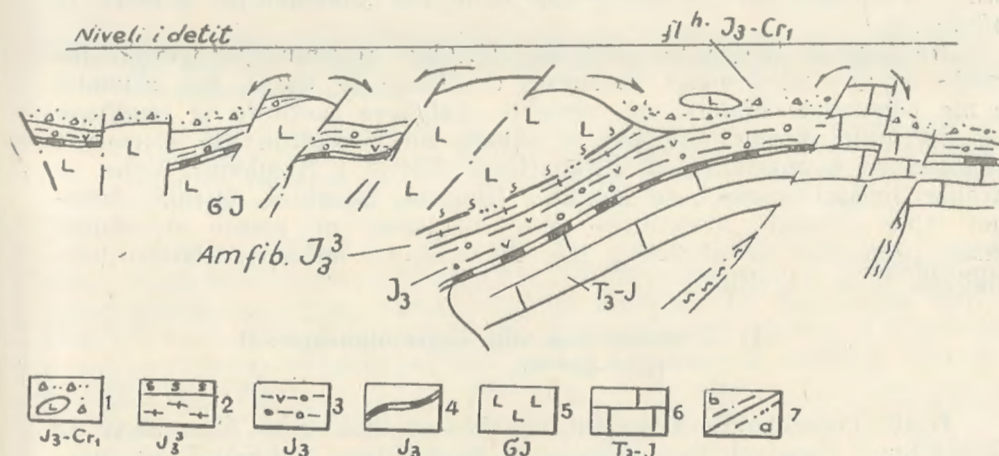 Niveli i detit
fl h. J₃-Cr₁
L L L L L L L L L L
GJ
Amfib. J₃³
J₃
T₃-J
1 2 3 4 5 6 b a 7
J₃-Cr₁ J₃³ J₃ J₃ GJ T₃-J